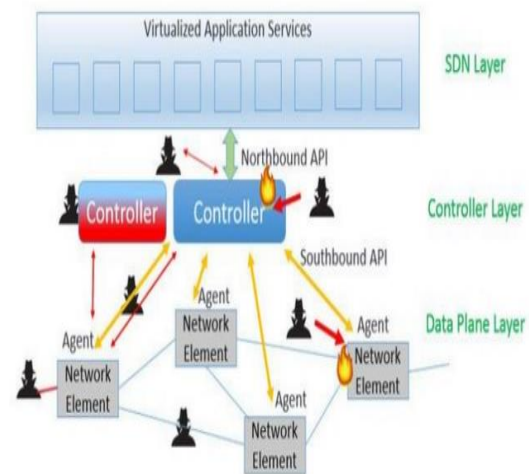 Virtualized Application Services
SDN Layer
Northbound API
Controller
Controller
Controller Layer
Southbound API
Agent
Agent
Data Plane Layer
Agent
Network
Element
Network
Element
Network
Element
Agent
Network
Element